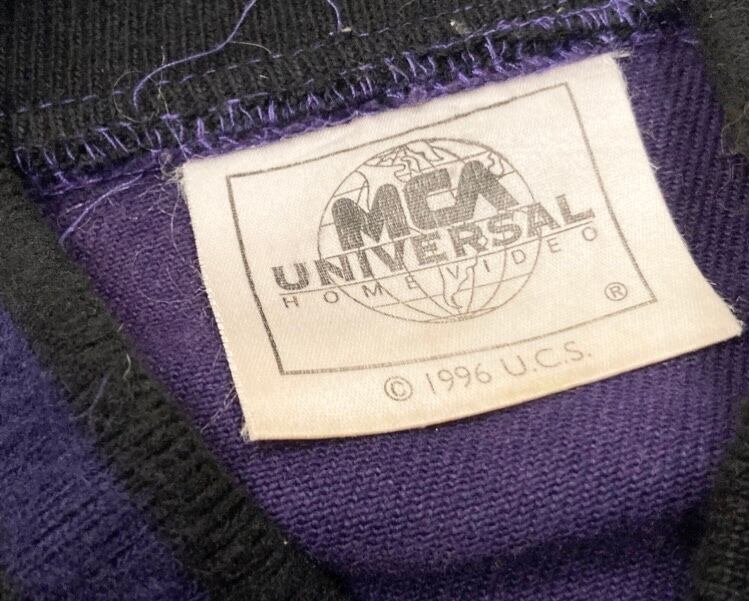 MCA
UNIVERSAL
HOME VIDEO
®
© 1996 U.C.S.